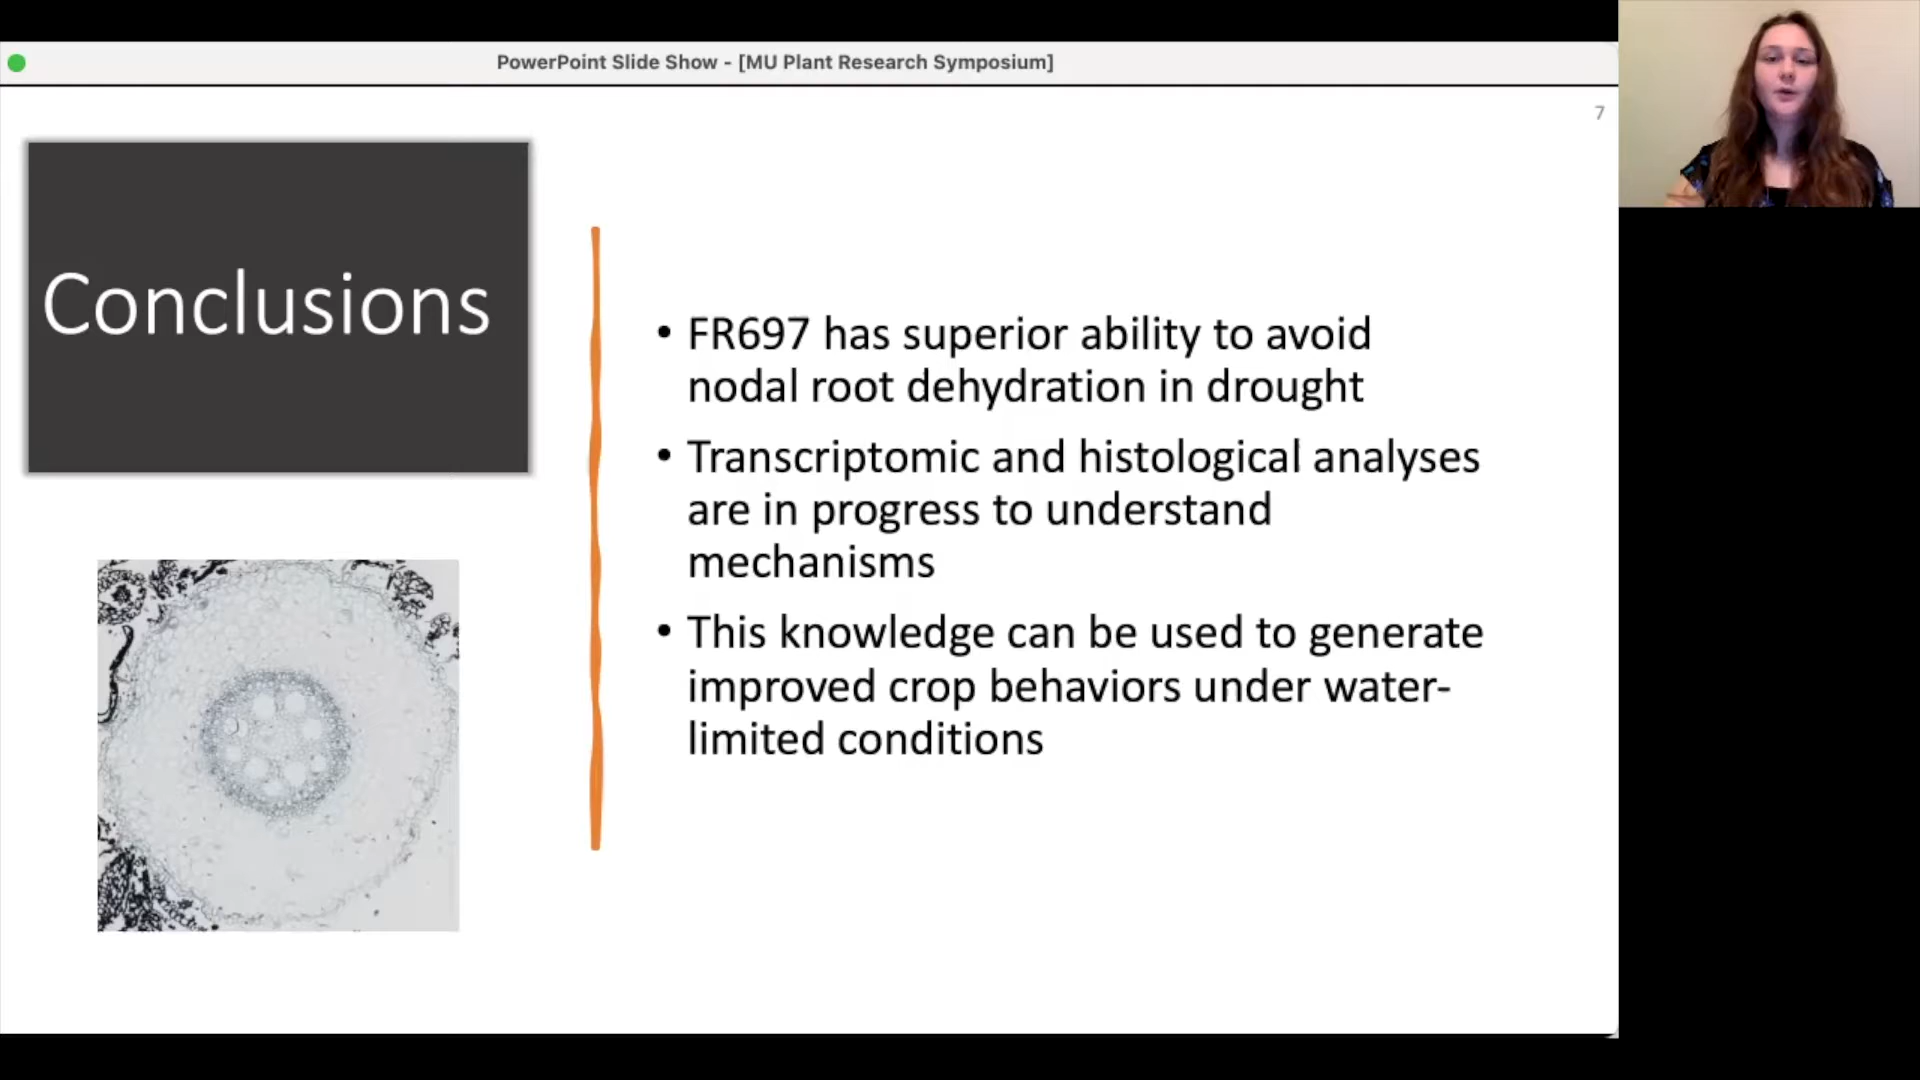 PowerPoint Slide Show - [MU Plant Research Symposium]
7
Conclusions
• FR697 has superior ability to avoid
nodal root dehydration in drought
• Transcriptomic and histological analyses
are in progress to understand
mechanisms
• This knowledge can be used to generate
improved crop behaviors under water-
limited conditions